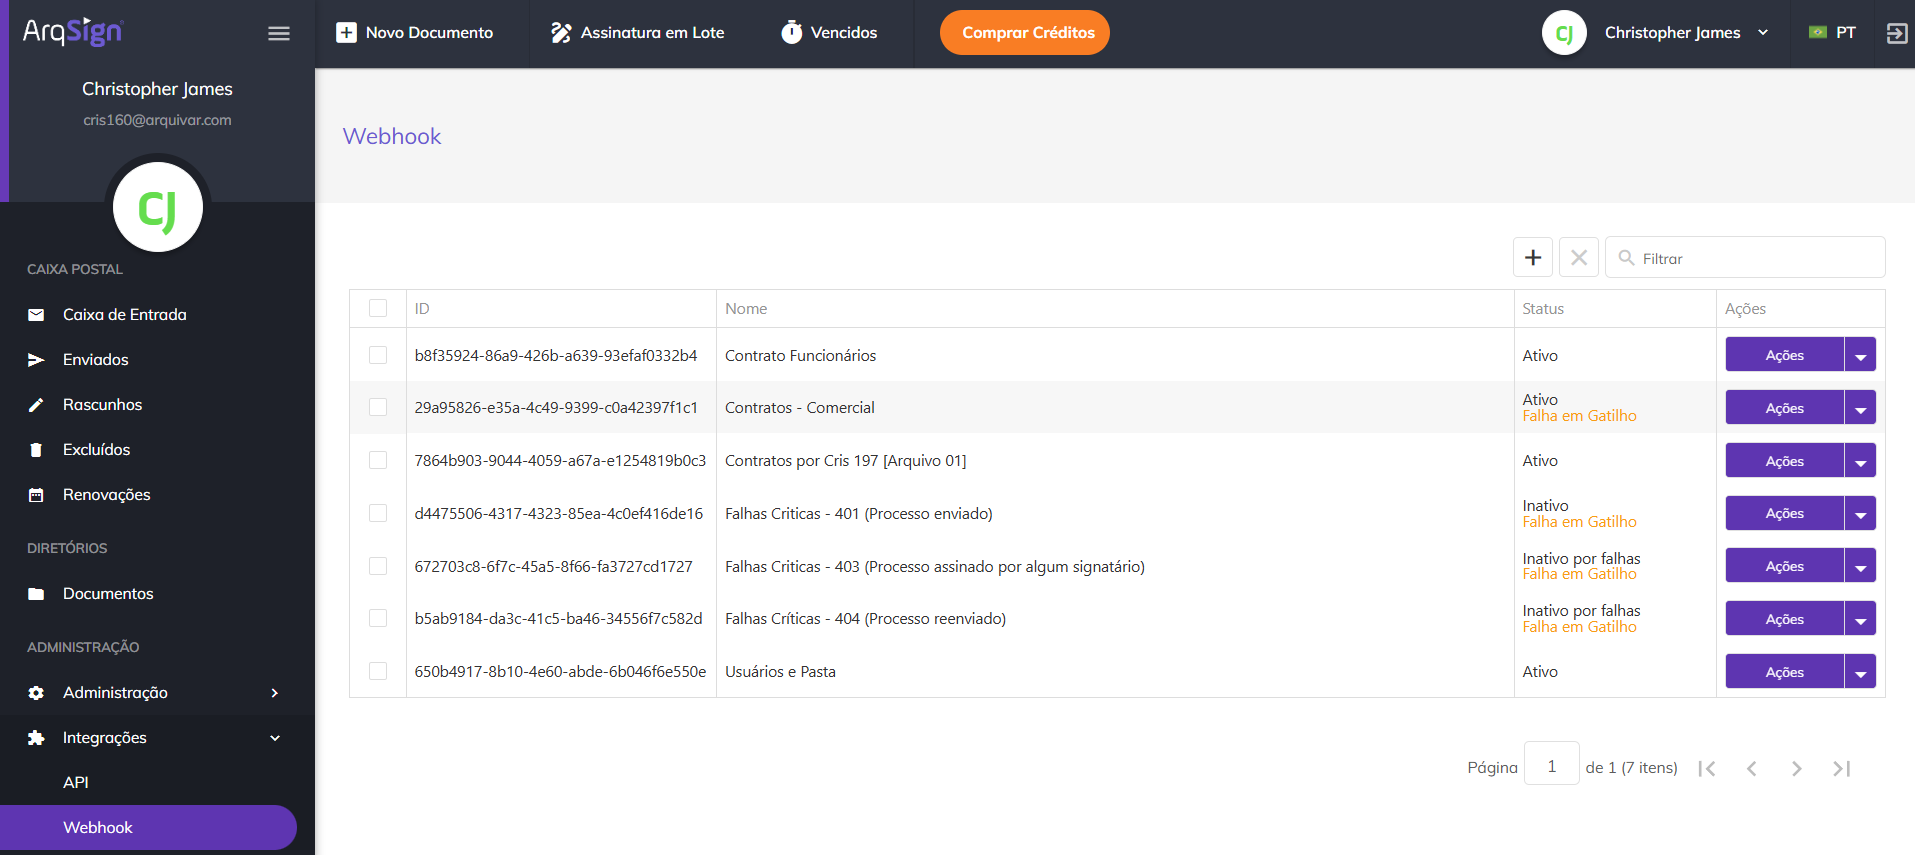 ArqSign
Novo Documento
Assinatura em Lote
Vencidos
Comprar Créditos
CJ
Christopher James
PT
Christopher James
cris160@arquivar.com
CJ
CAIXA POSTAL
Caixa de Entrada
Enviados
Rascunhos
Excluídos
Renovações
DIRETÓRIOS
Documentos
ADMINISTRAÇÃO
Administração
Integrações
API
Webhook
Webhook
Filtrar
ID Nome Status Ações
b8f35924-86a9-426b-a639-93efaf0332b4 Contrato Funcionários Ativo Ações
29a95826-e35a-4c49-9399-c0a42397f1c1 Contratos - Comercial Ativo Ações
Falha em Gatilho
7864b903-9044-4059-a67a-e1254819b0c3 Contratos por Cris 197 [Arquivo 01] Ativo Ações
d4475506-4317-4323-85ea-4c0ef416de16 Falhas Criticas - 401 (Processo enviado) Inativo Ações
Falha em Gatilho
672703c8-6f7c-45a5-8f66-fa3727cd1727 Falhas Criticas - 403 (Processo assinado por algum signatário) Inativo por falhas Ações
Falha em Gatilho
b5ab9184-da3c-41c5-ba46-34556f7c582d Falhas Críticas - 404 (Processo reenviado) Inativo por falhas Ações
Falha em Gatilho
650b4917-8b10-4e60-abde-6b046f6e550e Usuários e Pasta Ativo Ações
Página 1 de 1 (7 itens)